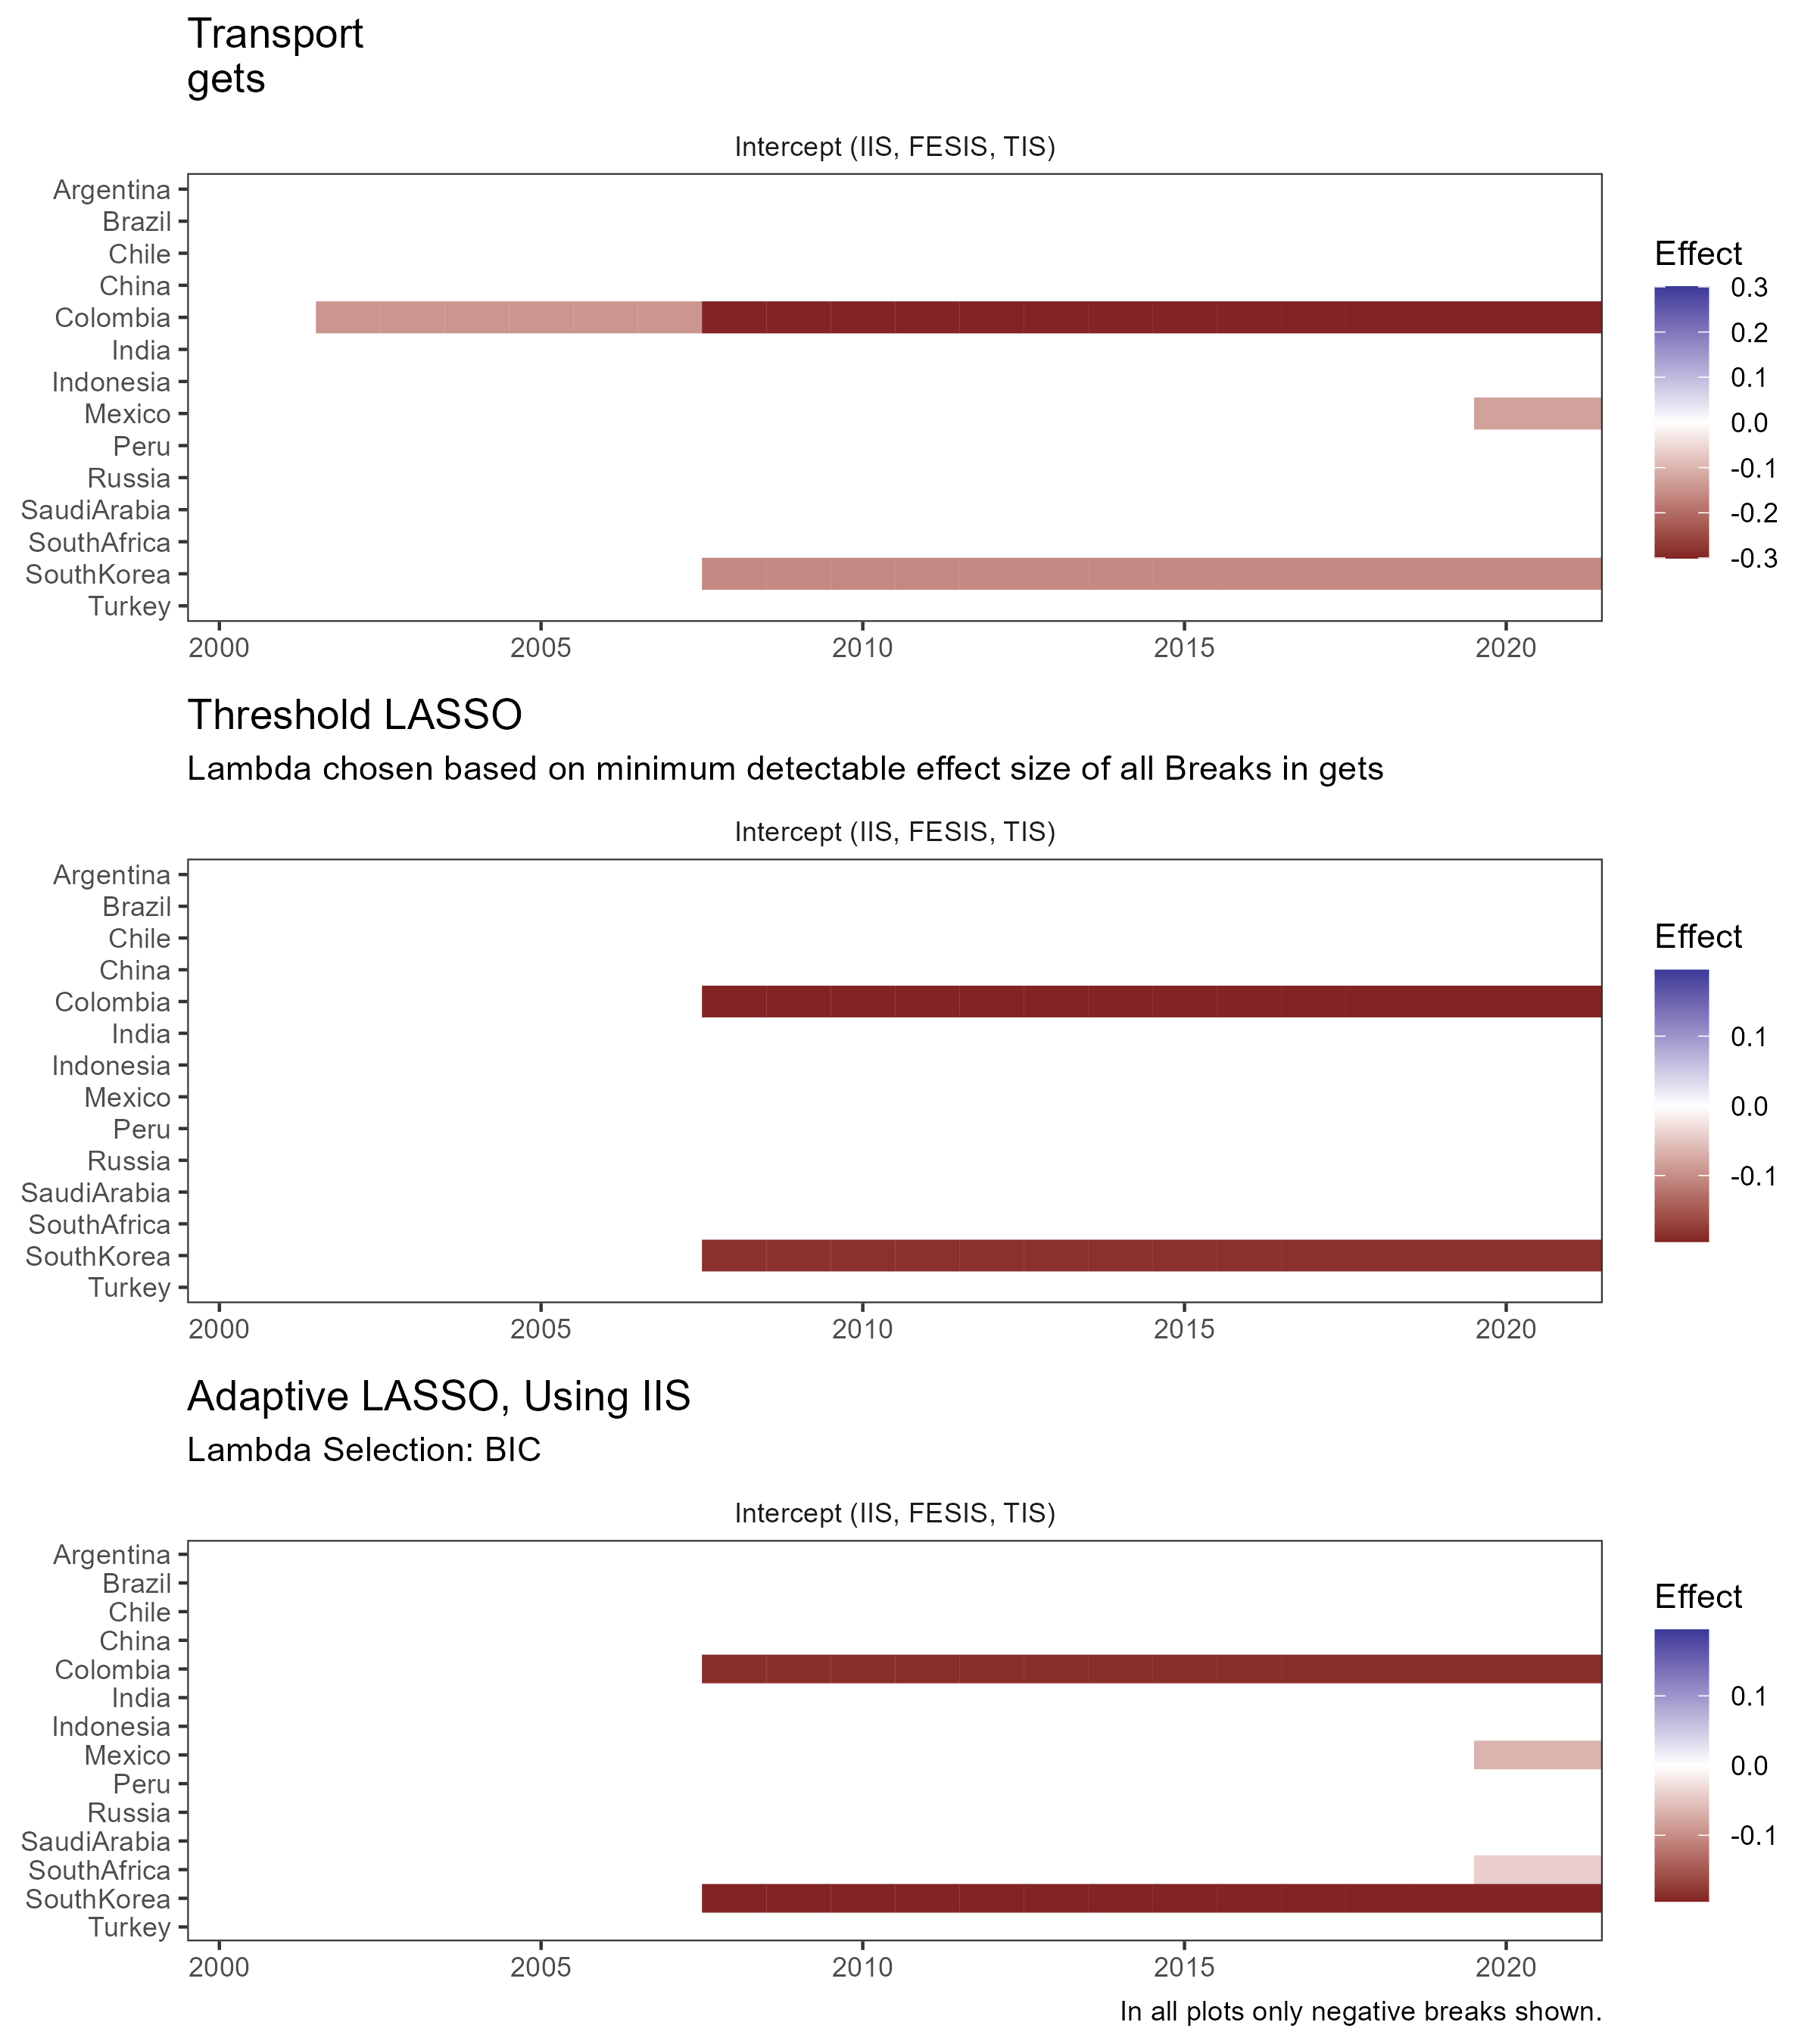 Transport
gets
Intercept (IIS, FESIS, TIS)
Argentina
Brazil
Chile
China
Colombia
India
Indonesia
Mexico
Peru
Russia
SaudiArabia
SouthAfrica
SouthKorea
Turkey
2000 2005 2010 2015 2020
Effect
0.3
0.2
0.1
0.0
-0.1
-0.2
-0.3
Threshold LASSO
Lambda chosen based on minimum detectable effect size of all Breaks in gets
Intercept (IIS, FESIS, TIS)
Argentina
Brazil
Chile
China
Colombia
India
Indonesia
Mexico
Peru
Russia
SaudiArabia
SouthAfrica
SouthKorea
Turkey
2000 2005 2010 2015 2020
Effect
0.1
0.0
-0.1
Adaptive LASSO, Using IIS
Lambda Selection: BIC
Intercept (IIS, FESIS, TIS)
Argentina
Brazil
Chile
China
Colombia
India
Indonesia
Mexico
Peru
Russia
SaudiArabia
SouthAfrica
SouthKorea
Turkey
2000 2005 2010 2015 2020
Effect
0.1
0.0
-0.1
In all plots only negative breaks shown.